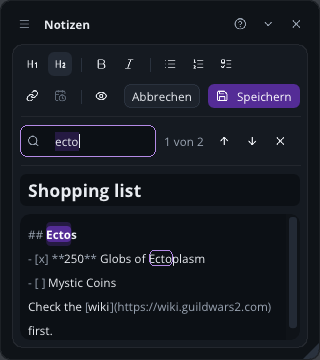 Notizen
H1 H2 B I
Abbrechen Speichern
ecto 1 von 2
Shopping list
## Ectos
- [x] **250** Globs of Ectoplasm
- [ ] Mystic Coins
Check the [wiki](https://wiki.guildwars2.com)
first.